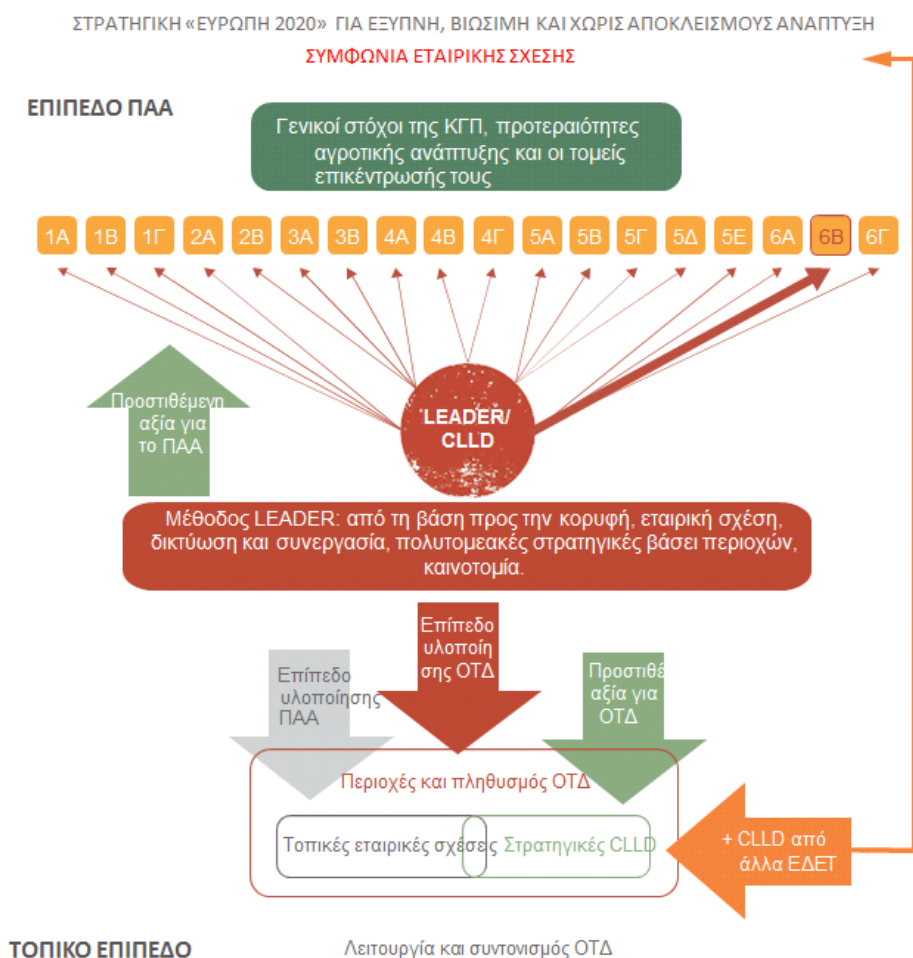 ΣΤΡΑΤΗΓΙΚΗ «ΕΥΡΩΠΗ 2020» ΓΙΑ ΕΞΥΠΝΗ, ΒΙΩΣΙΜΗ ΚΑΙ ΧΩΡΙΣ ΑΠΟΚΛΕΙΣΜΟΥΣ ΑΝΑΠΤΥΞΗ
ΣΥΜΦΩΝΙΑ ΕΤΑΙΡΙΚΗΣ ΣΧΕΣΗΣ
ΕΠΙΠΕΔΟ ΠΑΑ
Γενικοί στόχοι της ΚΓΠ, προτεραιότητες
αγροτικής ανάπτυξης και οι τομείς
επικέντρωσής τους
1Α 1Β 1Γ 2Α 2Β 3Α 3Β 4Α 4Β 4Γ 5Α 5Β 5Γ 5Δ 5Ε 6Α 6Β 6Γ
Προστιθέμενη
αξία για
το ΠΑΑ
LEADER/
CLLD
Μέθοδος LEADER: από τη βάση προς την κορυφή, εταιρική σχέση,
δικτύωση και συνεργασία, πολυτομεακές στρατηγικές βάσει περιοχών,
καινοτομία.
Επίπεδο
υλοποίησης
ΠΑΑ
Επίπεδο
υλοποίη
σης ΟΤΔ
Προστιθέ
αξία για
ΟΤΔ
Περιοχές και πληθυσμός ΟΤΔ
Τοπικές εταιρικές σχέσεις Στρατηγικές CLLD
+ CLLD από
άλλα ΕΔΕΤ
ΤΟΠΙΚΟ ΕΠΙΠΕΔΟ
Λειτουργία και συντονισμός ΟΤΔ